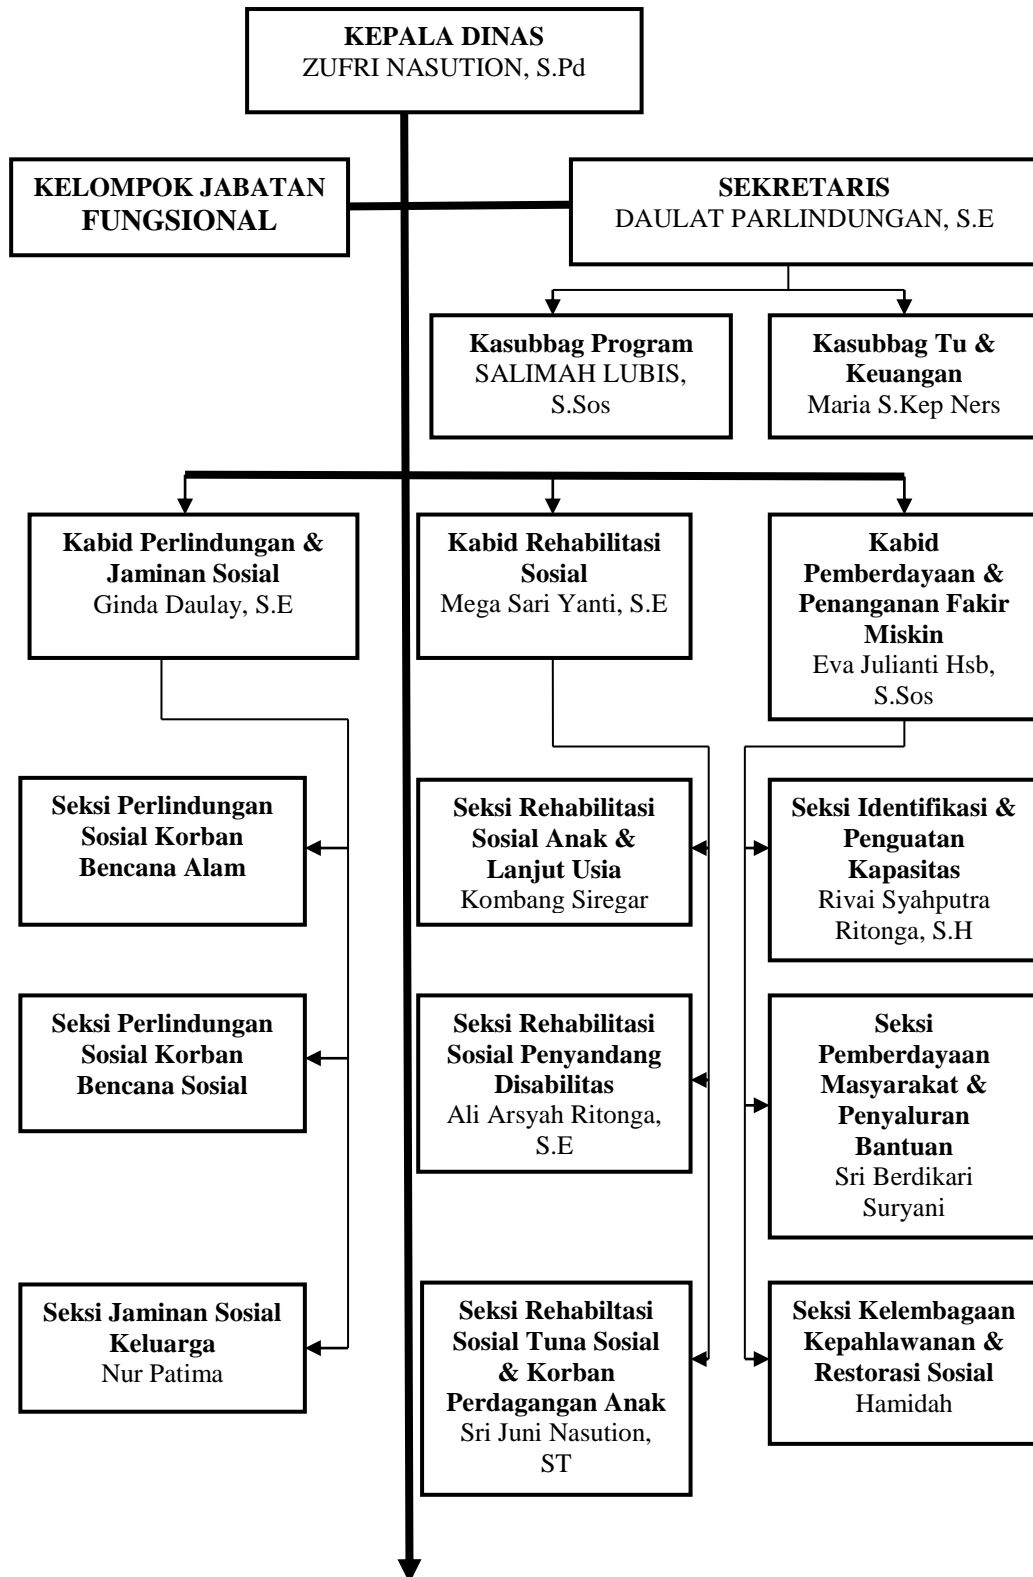 KEPALA DINAS
ZUFRI NASUTION, S.Pd
KELOMPOK JABATAN
FUNGSIONAL
SEKRETARIS
DAULAT PARLINDUNGAN, S.E
Kasubbag Program
SALIMAH LUBIS,
S.Sos
Kasubbag Tu &
Keuangan
Maria S.Kep Ners
Kabid Perlindungan &
Jaminan Sosial
Ginda Daulay, S.E
Kabid Rehabilitasi
Sosial
Mega Sari Yanti, S.E
Kabid
Pemberdayaan &
Penanganan Fakir
Miskin
Eva Julianti Hsb,
S.Sos
Seksi Perlindungan
Sosial Korban
Bencana Alam
Seksi Rehabilitasi
Sosial Anak &
Lanjut Usia
Kombang Siregar
Seksi Identifikasi &
Penguatan
Kapasitas
Rivai Syahputra
Ritonga, S.H
Seksi Perlindungan
Sosial Korban
Bencana Sosial
Seksi Rehabilitasi
Sosial Penyandang
Disabilitas
Ali Arsyah Ritonga,
S.E
Seksi
Pemberdayaan
Masyarakat &
Penyaluran
Bantuan
Sri Berdikari
Suryani
Seksi Jaminan Sosial
Keluarga
Nur Patima
Seksi Rehabiltasi
Sosial Tuna Sosial
& Korban
Perdagangan Anak
Sri Juni Nasution,
ST
Seksi Kelembagaan
Kepahlawanan &
Restorasi Sosial
Hamidah